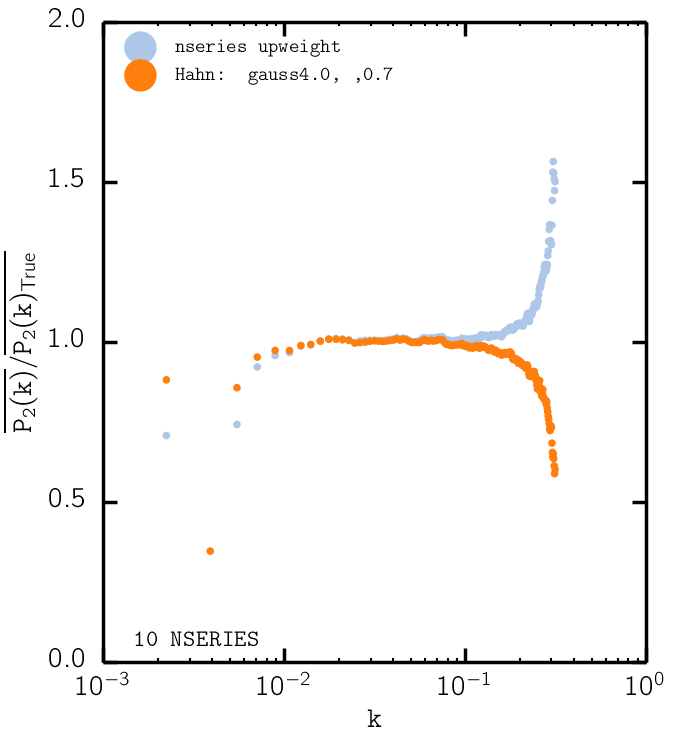 2.0
nseries upweight
Hahn: gauss4.0, ,0.7
1.5
1.0
P₂(k)/P₂(k)True
0.5
10 NSERIES
0.0
10⁻³ 10⁻² 10⁻¹ 10⁰
k